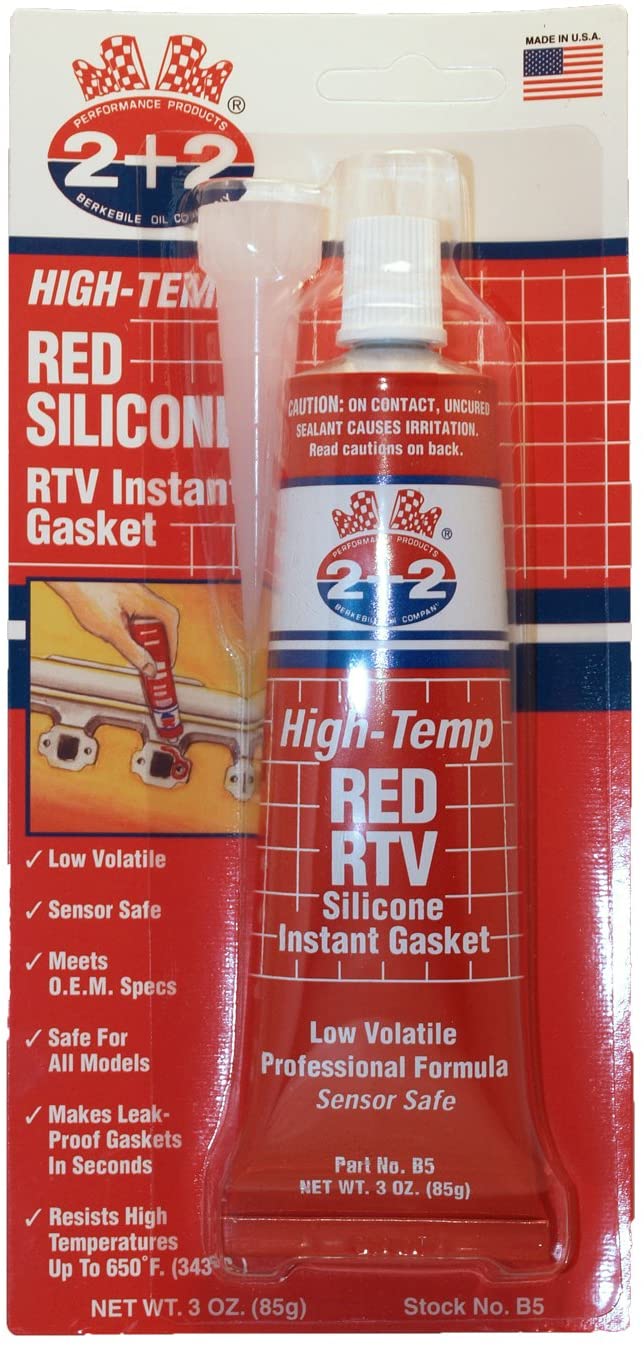 MADE IN U.S.A.
PERFORMANCE PRODUCTS
®
2+2
BERKEBILE OIL COMPANY
HIGH-TEMP
RED
SILICONE
RTV Instant
Gasket
✓ Low Volatile
✓ Sensor Safe
✓ Meets
O.E.M. Specs
✓ Safe For
All Models
✓ Makes Leak-
Proof Gaskets
In Seconds
✓ Resists High
Temperatures
Up To 650°F. (343°C.)
NET WT. 3 OZ. (85g)
Stock No. B5
CAUTION: ON CONTACT, UNCURED
SEALANT CAUSES IRRITATION.
Read cautions on back.
PERFORMANCE PRODUCTS
®
2+2
BERKEBILE OIL COMPANY
High-Temp
RED
RTV
Silicone
Instant Gasket
Low Volatile
Professional Formula
Sensor Safe
Part No. B5
NET WT. 3 OZ. (85g)